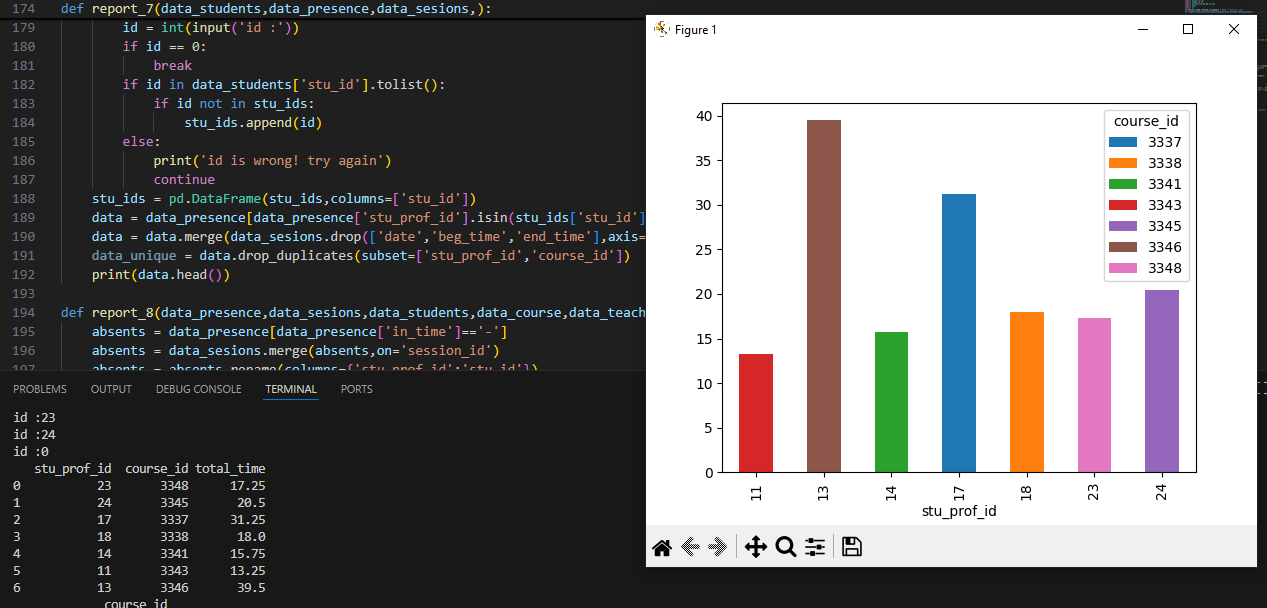 174 def report_7(data_students,data_presence,data_sesions,):
179 id = int(input('id :'))
180 if id == 0:
181 break
182 if id in data_students['stu_id'].tolist():
183 if id not in stu_ids:
184 stu_ids.append(id)
185 else:
186 print('id is wrong! try again')
187 continue
188 stu_ids = pd.DataFrame(stu_ids,columns=['stu_id'])
189 data = data_presence[data_presence['stu_prof_id'].isin(stu_ids['stu_id']
190 data = data.merge(data_sesions.drop(['date','beg_time','end_time'],axis=
191 data_unique = data.drop_duplicates(subset=['stu_prof_id','course_id'])
192 print(data.head())
193
194 def report_8(data_presence,data_sesions,data_students,data_course,data_teach
195 absents = data_presence[data_presence['in_time']=='-']
196 absents = data_sesions.merge(absents,on='session_id')
197 absents = absents.rename(columns={'stu_prof_id':'stu_id'})
PROBLEMS OUTPUT DEBUG CONSOLE TERMINAL PORTS
id :23
id :24
id :0
stu_prof_id course_id total_time
0 23 3348 17.25
1 24 3345 20.5
2 17 3337 31.25
3 18 3338 18.0
4 14 3341 15.75
5 11 3343 13.25
6 13 3346 39.5
course_id
Figure 1
40
35
30
25
20
15
10
5
0
course_id
3337
3338
3341
3343
3345
3346
3348
11 13 14 17 18 23 24
stu_prof_id